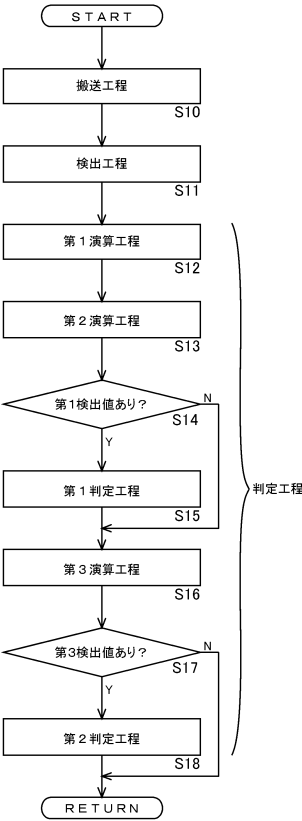 ＳＴＡＲＴ
搬送工程
S10
検出工程
S11
第１演算工程
S12
第２演算工程
S13
第1検出値あり？
N
S14
Y
第１判定工程
S15
判定工程
第３演算工程
S16
第3検出値あり？
N
S17
Y
第２判定工程
S18
ＲＥＴＵＲＮ